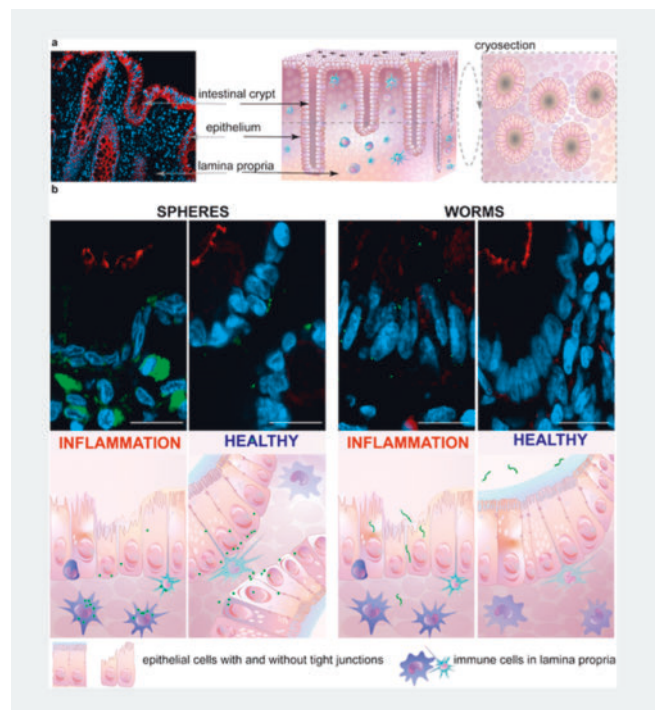 a
cryosection
intestinal crypt
epithelium
lamina propria
b
SPHERES WORMS
INFLAMMATION HEALTHY INFLAMMATION HEALTHY
epithelial cells with and without tight junctions immune cells in lamina propria